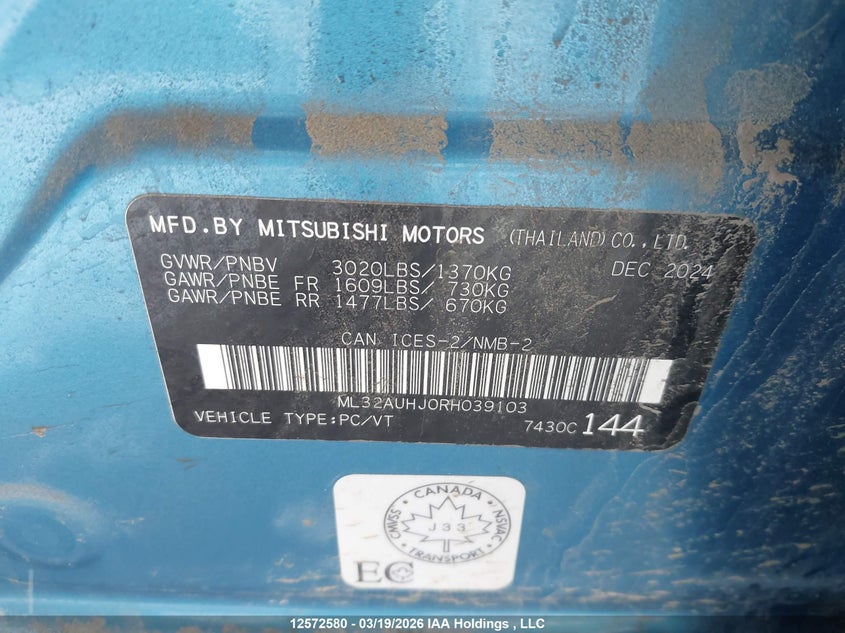 MFD.BY MITSUBISHI MOTORS (THAILAND) CO., LTD.
GVWR/PNBV 3020LBS/1370KG DEC 2024
GAWR/PNBE FR 1609LBS/ 730KG
GAWR/PNBE RR 1477LBS/ 670KG
CAN ICES-2/NMB-2
ML32AUHJ0RH039103
VEHICLE TYPE:PC/VT 7430C 144
CANADA
CMVSS J33 NSVAC
TRANSPORT
EC
12572580 - 03/19/2026 IAA Holdings , LLC